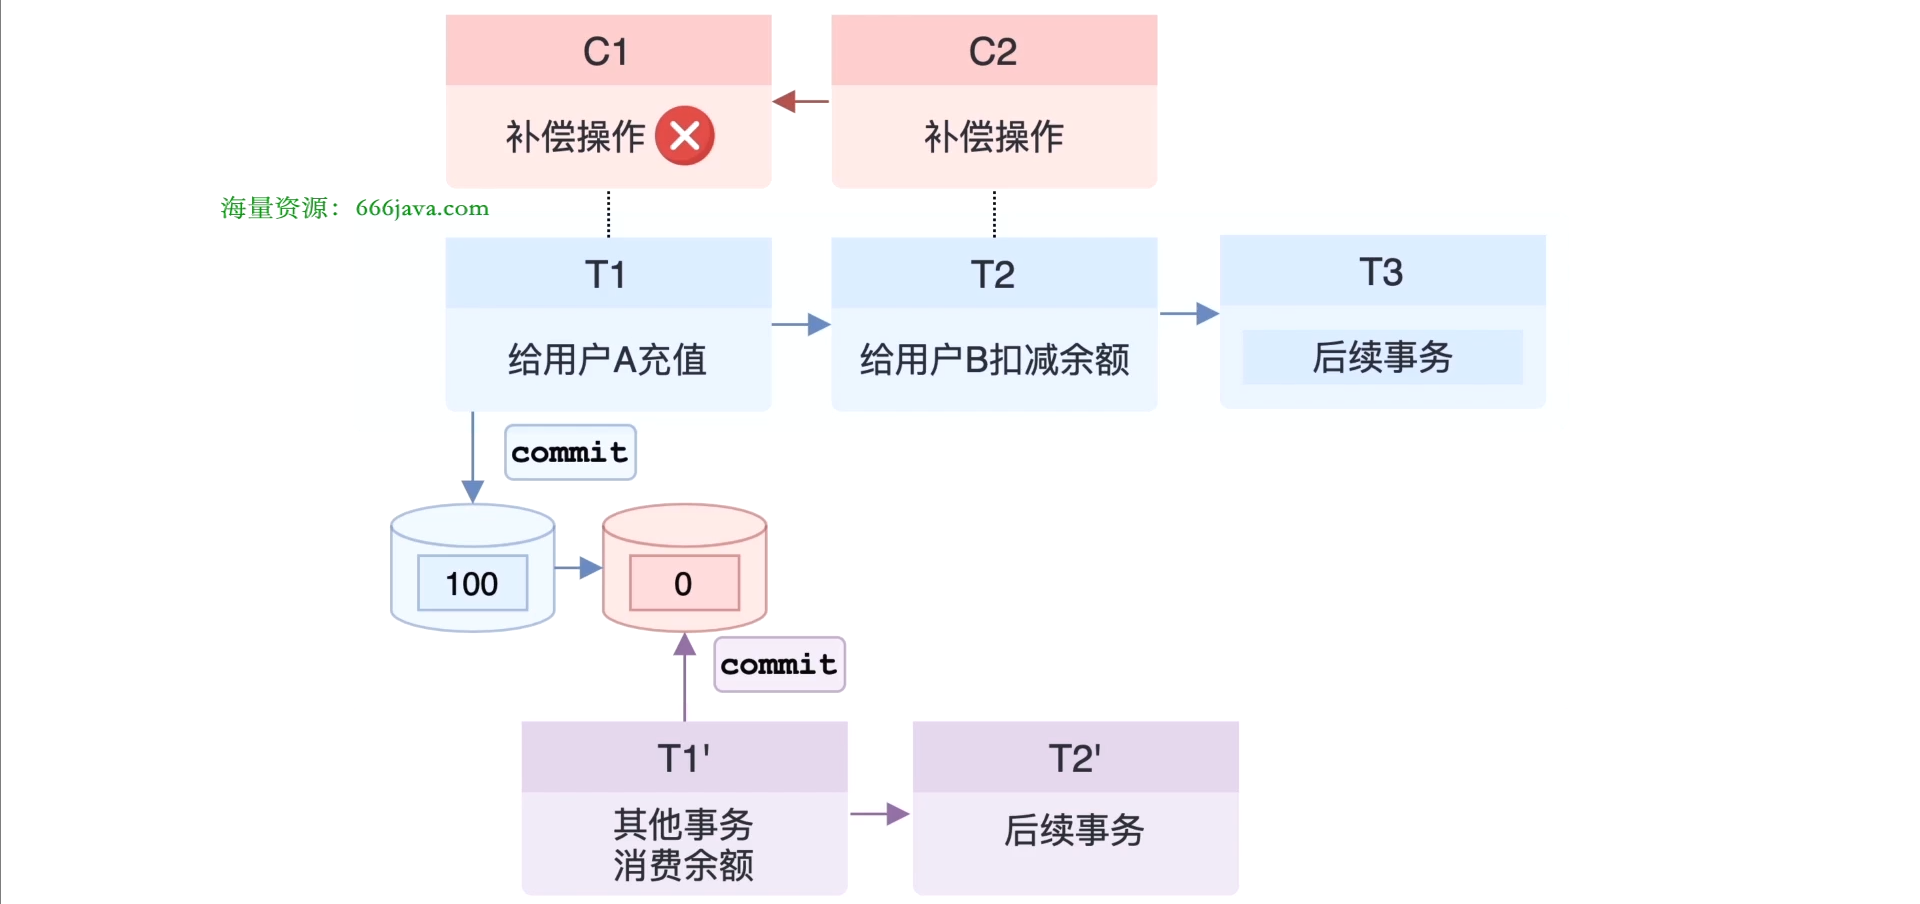 C1
C2
补偿操作
补偿操作
海量资源：666java.com
T1
T2
T3
给用户A充值
给用户B扣减余额
后续事务
commit
100
0
commit
T1'
T2'
其他事务
消费余额
后续事务